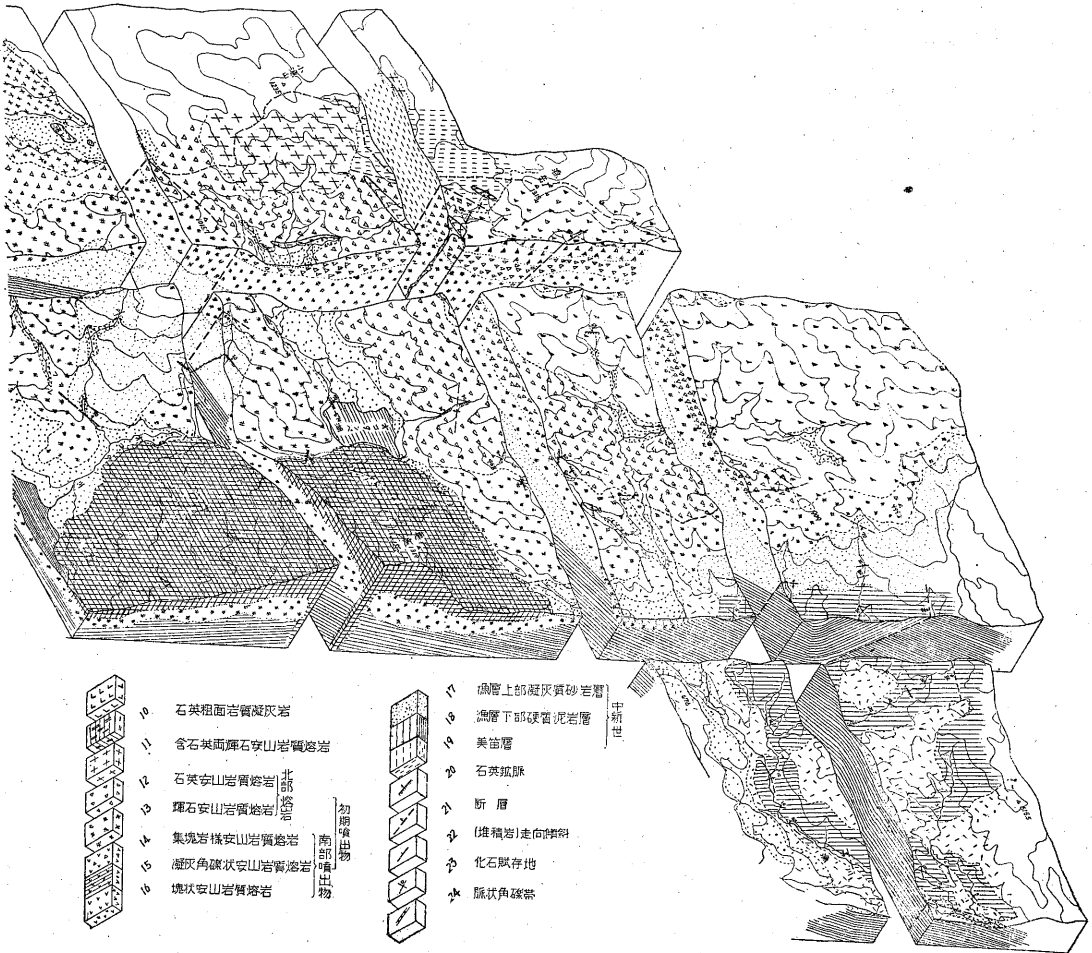 10 石英粗面岩質凝灰岩
11 含石英両輝石安山岩質熔岩
12 石英安山岩質熔岩
13 輝石安山岩質熔岩
北部熔岩
14 集塊岩様安山岩質熔岩
15 凝灰角礫状安山岩質熔岩
16 塊状安山岩質熔岩
南部噴出物
初期噴出物
17 漁層上部凝灰質砂岩層
18 漁層下部硬質泥岩層
19 美笛層
中新世
20 石英鉱脈
21 断層
22 (堆積岩)走向傾斜
23 化石賦存地
24 脈状角礫帯